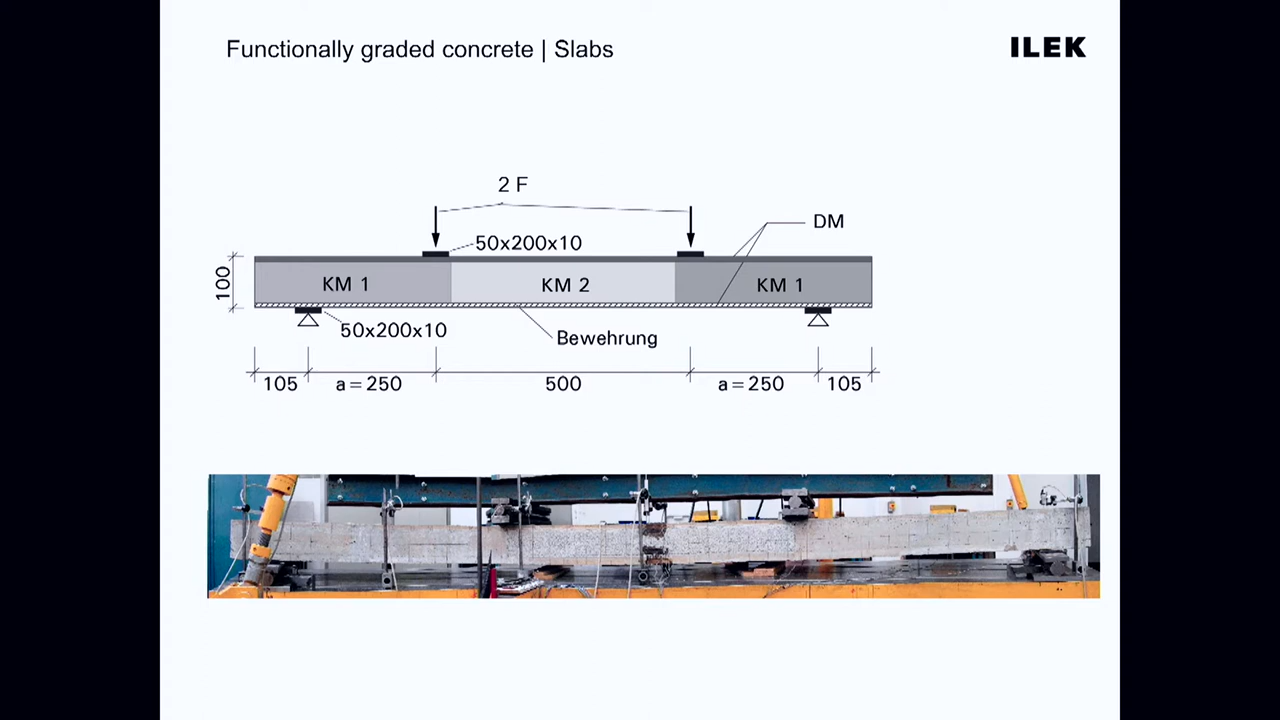 Functionally graded concrete | Slabs
ILEK
2 F
DM
50x200x10
100
KM 1
KM 2
KM 1
50x200x10
Bewehrung
105
a=250
500
a=250
105